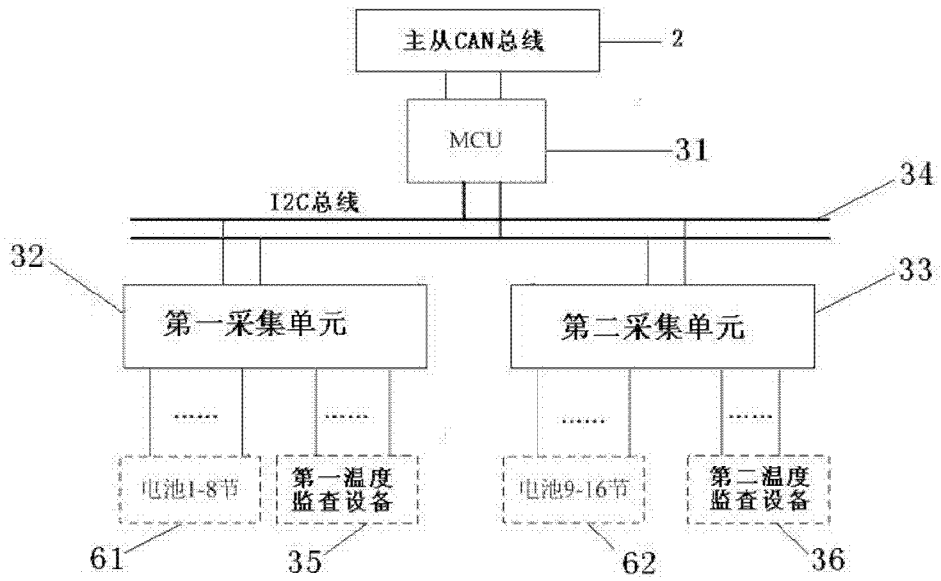 主从CAN总线
2
MCU
31
I2C总线
34
32
33
第一采集单元
第二采集单元
……
……
……
……
电池1-8节
第一温度
监查设备
电池9-16节
第二温度
监查设备
61
35
62
36